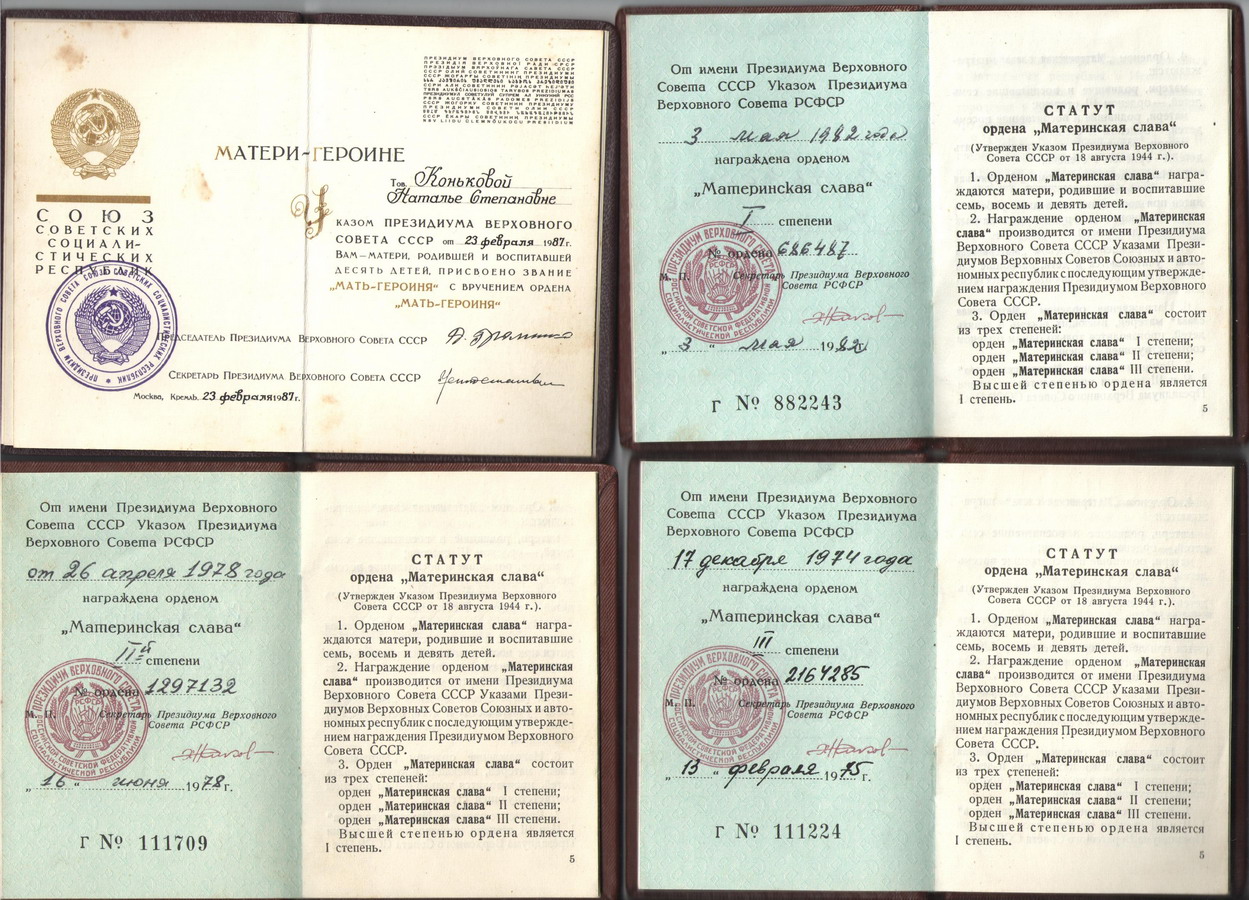 ПРЕЗИДИУМ ВЕРХОВНОГО СОВЕТА СССР
ПРЕЗИДІЯ ВЕРХОВНОЇ РАДИ СРСР
СОЮЗ
СОВЕТСКИХ
СОЦИАЛИ-
СТИЧЕСКИХ
РЕСПУБЛИК
МАТЕРИ-ГЕРОИНЕ
Тов. Коньковой
Наталье Степановне
УКАЗОМ ПРЕЗИДИУМА ВЕРХОВНОГО
СОВЕТА СССР от 23 февраля 1987г.
ВАМ—МАТЕРИ, РОДИВШЕЙ И ВОСПИТАВШЕЙ
ДЕСЯТЬ ДЕТЕЙ, ПРИСВОЕНО ЗВАНИЕ
"МАТЬ-ГЕРОИНЯ" С ВРУЧЕНИЕМ ОРДЕНА
"МАТЬ-ГЕРОИНЯ"
ПРЕДСЕДАТЕЛЬ ПРЕЗИДИУМА ВЕРХОВНОГО СОВЕТА СССР
СЕКРЕТАРЬ ПРЕЗИДИУМА ВЕРХОВНОГО СОВЕТА СССР
Москва, Кремль. 23 февраля 1987г.
От имени Президиума Верховного
Совета СССР Указом Президиума
Верховного Совета РСФСР
3 мая 1982 года
награждена орденом
„Материнская слава“
I степени
№ ордена 686487
М. П. Секретарь Президиума Верховного
Совета РСФСР
„ 3 “ мая 1982
Г № 882243
СТАТУТ
ордена „Материнская слава“
(Утвержден Указом Президиума Верховного
Совета СССР от 18 августа 1944 г.).
1. Орденом „Материнская слава“ награ-
ждаются матери, родившие и воспитавшие
семь, восемь и девять детей.
2. Награждение орденом „Материнская
слава“ производится от имени Президиума
Верховного Совета СССР Указами Прези-
диумов Верховных Советов Союзных и авто-
номных республик с последующим утвержде-
нием награждения Президиумом Верховного
Совета СССР.
3. Орден „Материнская слава“ состоит
из трех степеней:
орден „Материнская слава“ I степени;
орден „Материнская слава“ II степени;
орден „Материнская слава“ III степени.
Высшей степенью ордена является
I степень.
5
От имени Президиума Верховного
Совета СССР Указом Президиума
Верховного Совета РСФСР
от 26 апреля 1978 года
награждена орденом
„Материнская слава“
IIй степени
№ ордена 1297132
М. П. Секретарь Президиума Верховного
Совета РСФСР
„ 16 “ июня 1978 г.
Г № 111709
СТАТУТ
ордена „Материнская слава“
(Утвержден Указом Президиума Верховного
Совета СССР от 18 августа 1944 г.).
1. Орденом „Материнская слава“ награ-
ждаются матери, родившие и воспитавшие
семь, восемь и девять детей.
2. Награждение орденом „Материнская
слава“ производится от имени Президиума
Верховного Совета СССР Указами Прези-
диумов Верховных Советов Союзных и авто-
номных республик с последующим утвержде-
нием награждения Президиумом Верховного
Совета СССР.
3. Орден „Материнская слава“ состоит
из трех степеней:
орден „Материнская слава“ I степени;
орден „Материнская слава“ II степени;
орден „Материнская слава“ III степени.
Высшей степенью ордена является
I степень.
5
От имени Президиума Верховного
Совета СССР Указом Президиума
Верховного Совета РСФСР
17 декабря 1974 года
награждена орденом
„Материнская слава“
III степени
№ ордена 2164285
М. П. Секретарь Президиума Верховного
Совета РСФСР
„ 13 “ февраля 1975 г.
Г № 111224
СТАТУТ
ордена „Материнская слава“
(Утвержден Указом Президиума Верховного
Совета СССР от 18 августа 1944 г.).
1. Орденом „Материнская слава“ награ-
ждаются матери, родившие и воспитавшие
семь, восемь и девять детей.
2. Награждение орденом „Материнская
слава“ производится от имени Президиума
Верховного Совета СССР Указами Прези-
диумов Верховных Советов Союзных и авто-
номных республик с последующим утвержде-
нием награждения Президиумом Верховного
Совета СССР.
3. Орден „Материнская слава“ состоит
из трех степеней:
орден „Материнская слава“ I степени;
орден „Материнская слава“ II степени;
орден „Материнская слава“ III степени.
Высшей степенью ордена является
I степень.
5